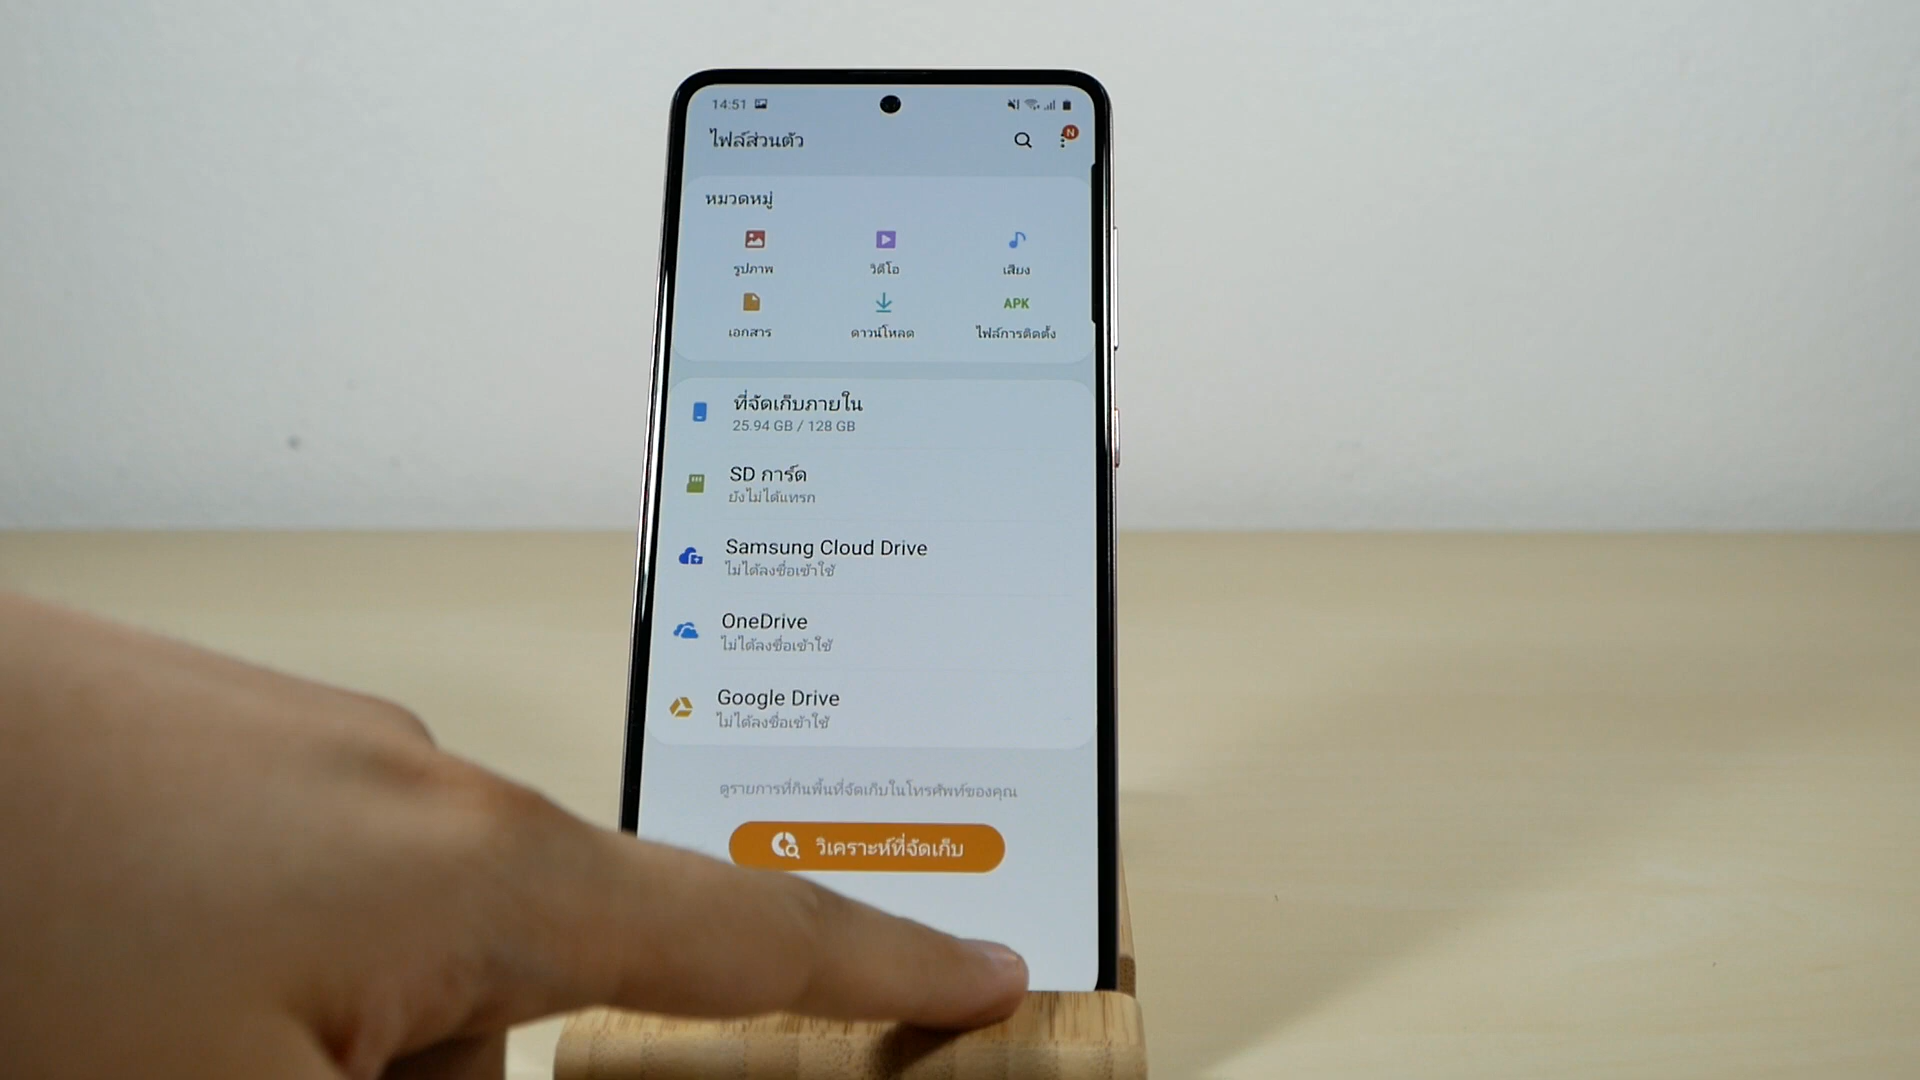 14:51
ไฟล์ส่วนตัว
N
หมวดหมู่
รูปภาพ
วิดีโอ
เสียง
APK
เอกสาร
ดาวน์โหลด
ไฟล์การติดตั้ง
ที่จัดเก็บภายใน
25.94 GB / 128 GB
SD การ์ด
ยังไม่ได้แทรก
Samsung Cloud Drive
ไม่ได้ลงชื่อเข้าใช้
OneDrive
ไม่ได้ลงชื่อเข้าใช้
Google Drive
ไม่ได้ลงชื่อเข้าใช้
ดูรายการที่กินพื้นที่จัดเก็บในโทรศัพท์ของคุณ
วิเคราะห์ที่จัดเก็บ